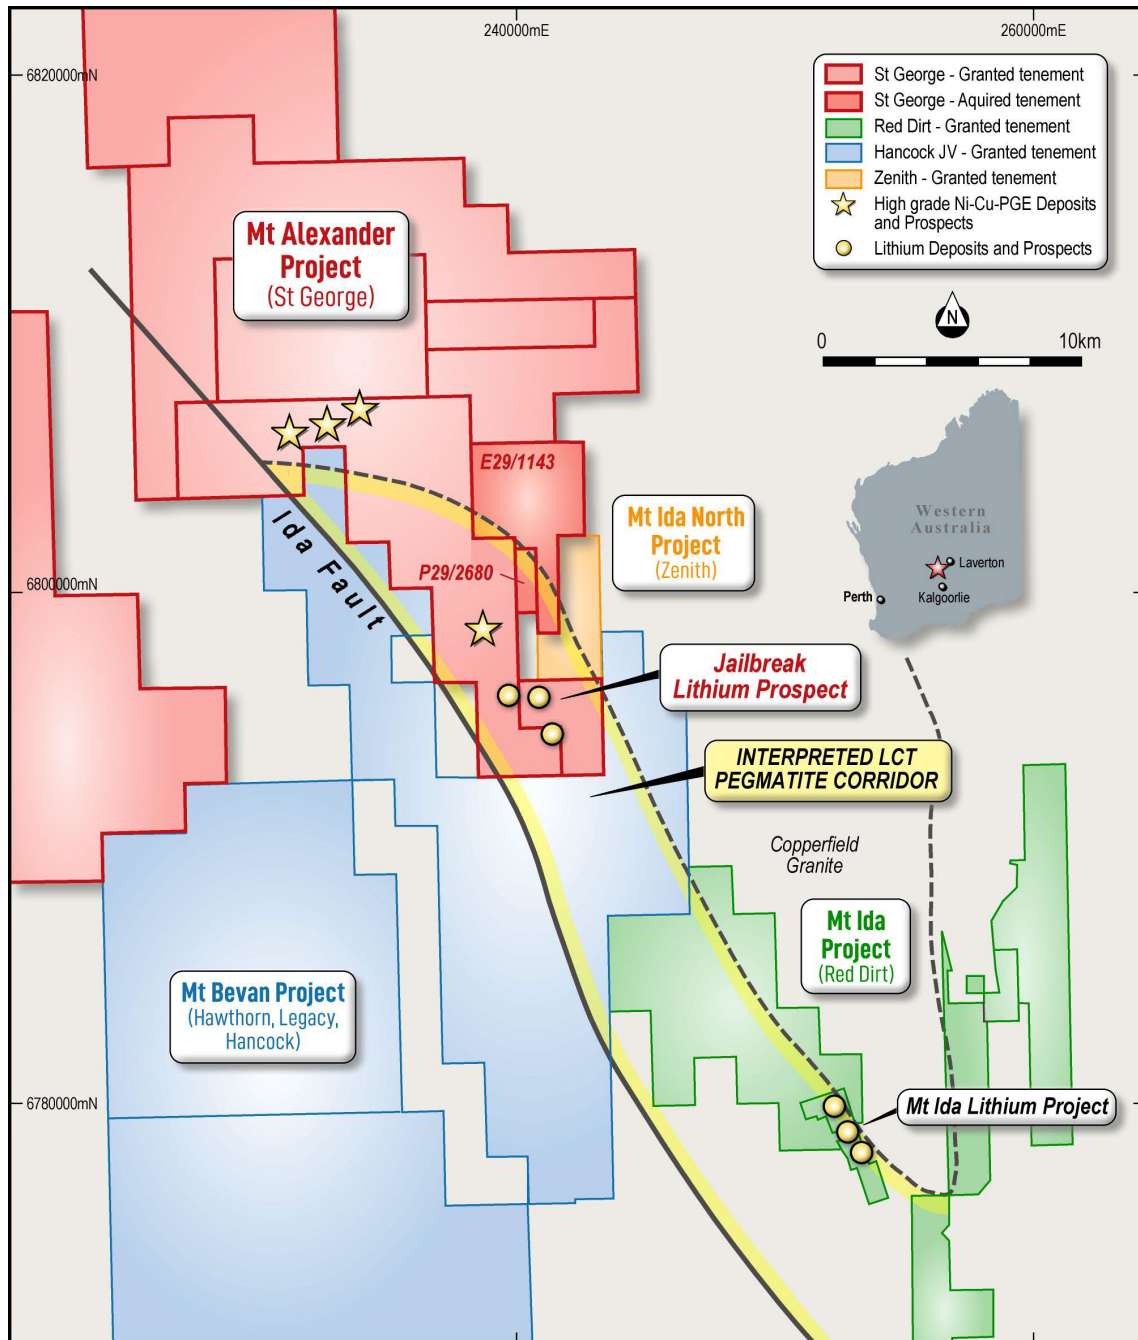 240000mE
260000mE
6820000mN
St George - Granted tenement
St George - Aquired tenement
Red Dirt - Granted tenement
Hancock JV - Granted tenement
Zenith - Granted tenement
High grade Ni-Cu-PGE Deposits
and Prospects
Lithium Deposits and Prospects
Mt Alexander
Project
(St George)
N
0
10km
E29/1143
Western
Australia
Laverton
Kalgoorlie
Perth
Mt Ida North
Project
(Zenith)
Ida Fault
P29/2680
6800000mN
Jailbreak
Lithium Prospect
INTERPRETED LCT
PEGMATITE CORRIDOR
Copperfield
Granite
Mt Ida
Project
(Red Dirt)
Mt Bevan Project
(Hawthorn, Legacy,
Hancock)
6780000mN
Mt Ida Lithium Project